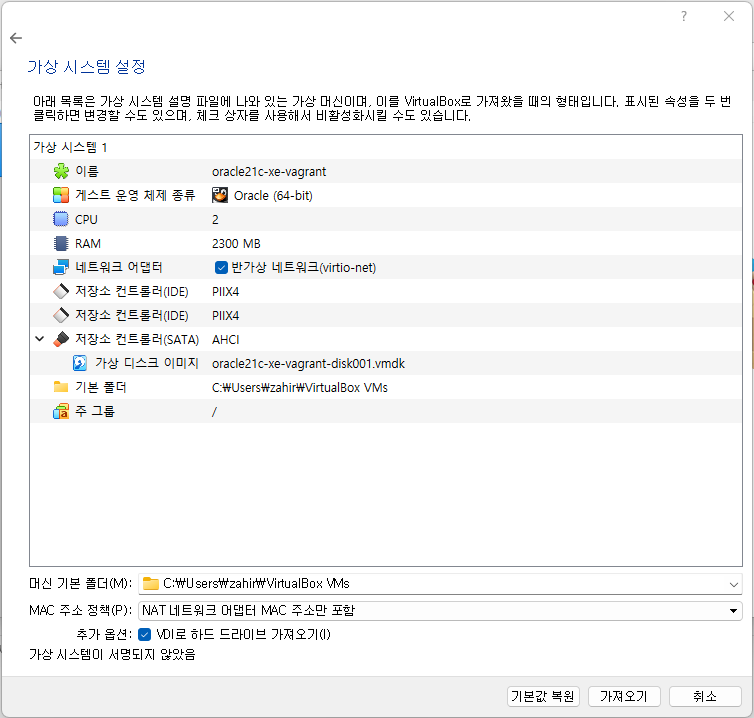 ?
가상 시스템 설정
아래 목록은 가상 시스템 설명 파일에 나와 있는 가상 머신이며, 이를 VirtualBox로 가져왔을 때의 형태입니다. 표시된 속성을 두 번
클릭하면 변경할 수도 있으며, 체크 상자를 사용해서 비활성화시킬 수도 있습니다.
가상 시스템 1
이름 oracle21c-xe-vagrant
게스트 운영 체제 종류 Oracle (64-bit)
CPU 2
RAM 2300 MB
네트워크 어댑터 반가상 네트워크(virtio-net)
저장소 컨트롤러(IDE) PIIX4
저장소 컨트롤러(IDE) PIIX4
저장소 컨트롤러(SATA) AHCI
가상 디스크 이미지 oracle21c-xe-vagrant-disk001.vmdk
기본 폴더 C:₩Users₩zahir₩VirtualBox VMs
주 그룹 /
머신 기본 폴더(M): C:₩Users₩zahir₩VirtualBox VMs
MAC 주소 정책(P): NAT 네트워크 어댑터 MAC 주소만 포함
추가 옵션: VDI로 하드 드라이브 가져오기(I)
가상 시스템이 서명되지 않았음
기본값 복원 가져오기 취소